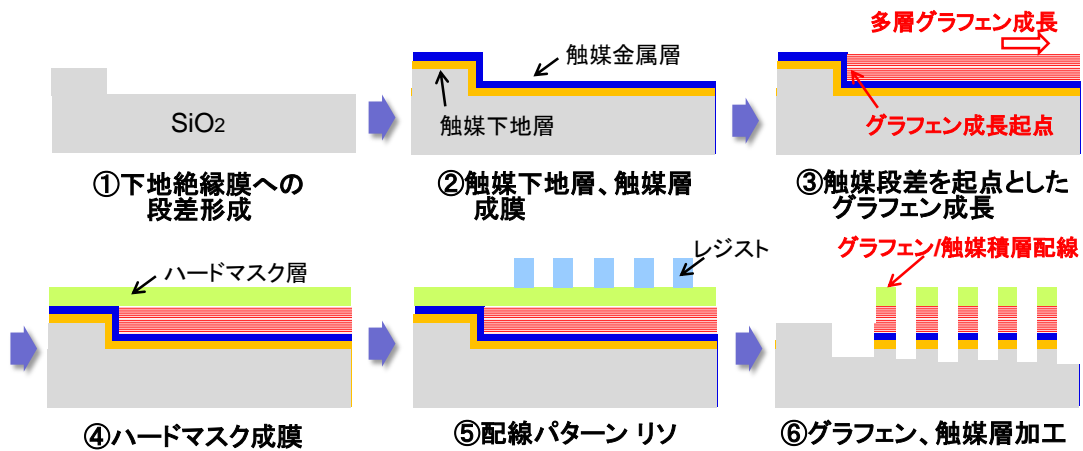 SiO2
①下地絶縁膜への
段差形成
触媒金属層
触媒下地層
②触媒下地層、触媒層
成膜
多層グラフェン成長
グラフェン成長起点
③触媒段差を起点とした
グラフェン成長
ハードマスク層
④ハードマスク成膜
レジスト
⑤配線パターン リソ
グラフェン/触媒積層配線
⑥グラフェン、触媒層加工